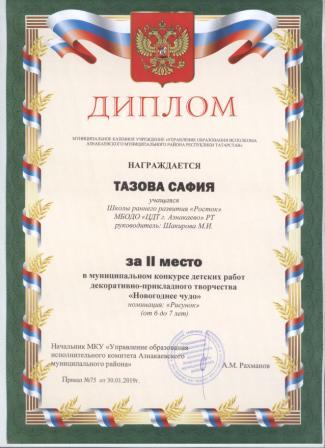 ДИПЛОМ
МУНИЦИПАЛЬНОЕ КАЗЕННОЕ УЧРЕЖДЕНИЕ «УПРАВЛЕНИЕ ОБРАЗОВАНИЯ ИСПОЛКОМА
АЗНАКАЕВСКОГО МУНИЦИПАЛЬНОГО РАЙОНА РЕСПУБЛИКИ ТАТАРСТАН»
НАГРАЖДАЕТСЯ
ТАЗОВА САФИЯ
учащаяся
Школы раннего развития «Росток»
МБОДО «ЦДТ г. Азнакаево» РТ
руководитель: Шакирова М.И.
за II место
в муниципальном конкурсе детских работ
декоративно-прикладного творчества
«Новогоднее чудо»
номинация: «Рисунок»
(от 6 до 7 лет)
Начальник МКУ «Управление образования
исполнительного комитета Азнакаевского
муниципального района»
А.М. Рахманов
Приказ №75 от 30.01.2019г.